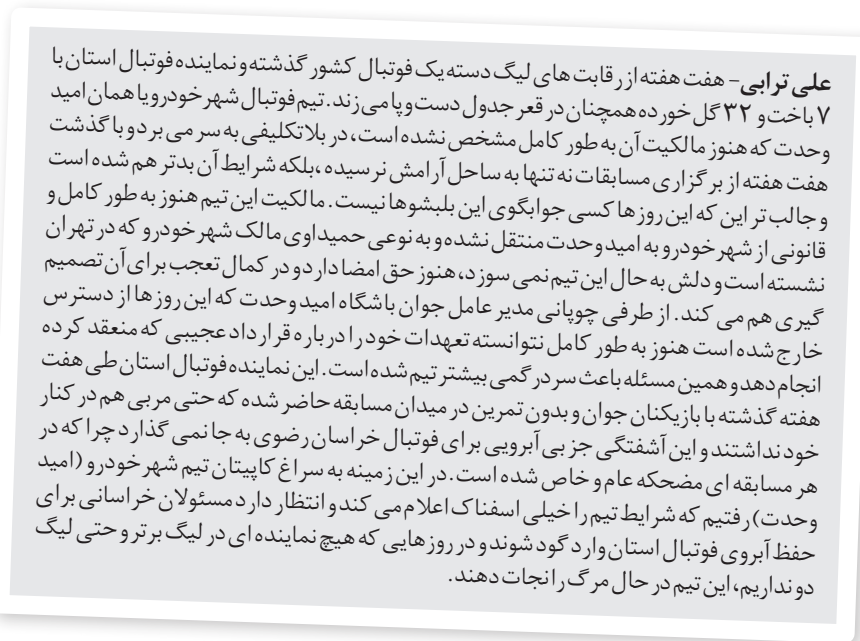 علی ترابی- هفت هفته از رقابت های لیگ دسته یک فوتبال کشور گذشته و نماینده فوتبال استان با
۷ باخت و ۳۲ گل خورده همچنان در قعر جدول دست و پا می زند. تیم فوتبال شهرخودرو یا همان امید
وحدت که هنوز مالکیت آن به طور کامل مشخص نشده است، در بلاتکلیفی به سر می برد و با گذشت
هفت هفته از برگزاری مسابقات نه تنها به ساحل آرامش نرسیده ،بلکه شرایط آن بدتر هم شده است
و جالب تر این که این روزها کسی جوابگوی این بلبشوها نیست. مالکیت این تیم هنوز به طور کامل و
قانونی از شهرخودرو به امید وحدت منتقل نشده و به نوعی حمیداوی مالک شهرخودرو که در تهران
نشسته است و دلش به حال این تیم نمی سوزد، هنوز حق امضا دارد و در کمال تعجب برای آن تصمیم
گیری هم می کند. از طرفی چوپانی مدیر عامل جوان باشگاه امید وحدت که این روزها از دسترس
خارج شده است هنوز به طور کامل نتوانسته تعهدات خود را درباره قرارداد عجیبی که منعقد کرده
انجام دهد و همین مسئله باعث سردرگمی بیشتر تیم شده است. این نماینده فوتبال استان طی هفت
هفته گذشته با بازیکنان جوان و بدون تمرین در میدان مسابقه حاضر شده که حتی مربی هم در کنار
خود نداشتند و این آشفتگی جز بی آبرویی برای فوتبال خراسان رضوی به جا نمی گذارد چرا که در
هر مسابقه ای مضحکه عام و خاص شده است. در این زمینه به سراغ کاپیتان تیم شهرخودرو (امید
وحدت) رفتیم که شرایط تیم را خیلی اسفناک اعلام می کند و انتظار دارد مسئولان خراسانی برای
حفظ آبروی فوتبال استان وارد گود شوند و در روزهایی که هیچ نماینده ای در لیگ برتر و حتی لیگ
دو نداریم، این تیم در حال مرگ را نجات دهند.